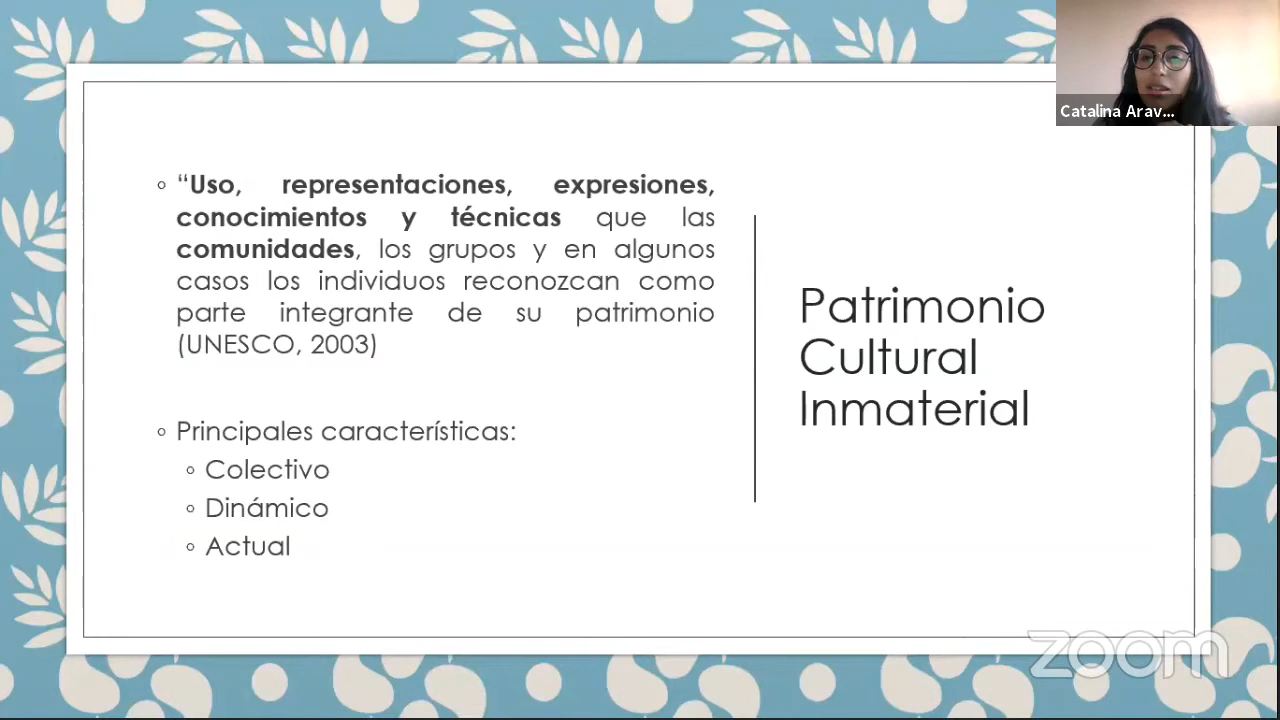 Catalina Arav...
“Uso, representaciones, expresiones,
conocimientos y técnicas que las
comunidades, los grupos y en algunos
casos los individuos reconozcan como
parte integrante de su patrimonio
(UNESCO, 2003)
Principales características:
Colectivo
Dinámico
Actual
Patrimonio
Cultural
Inmaterial
zoom